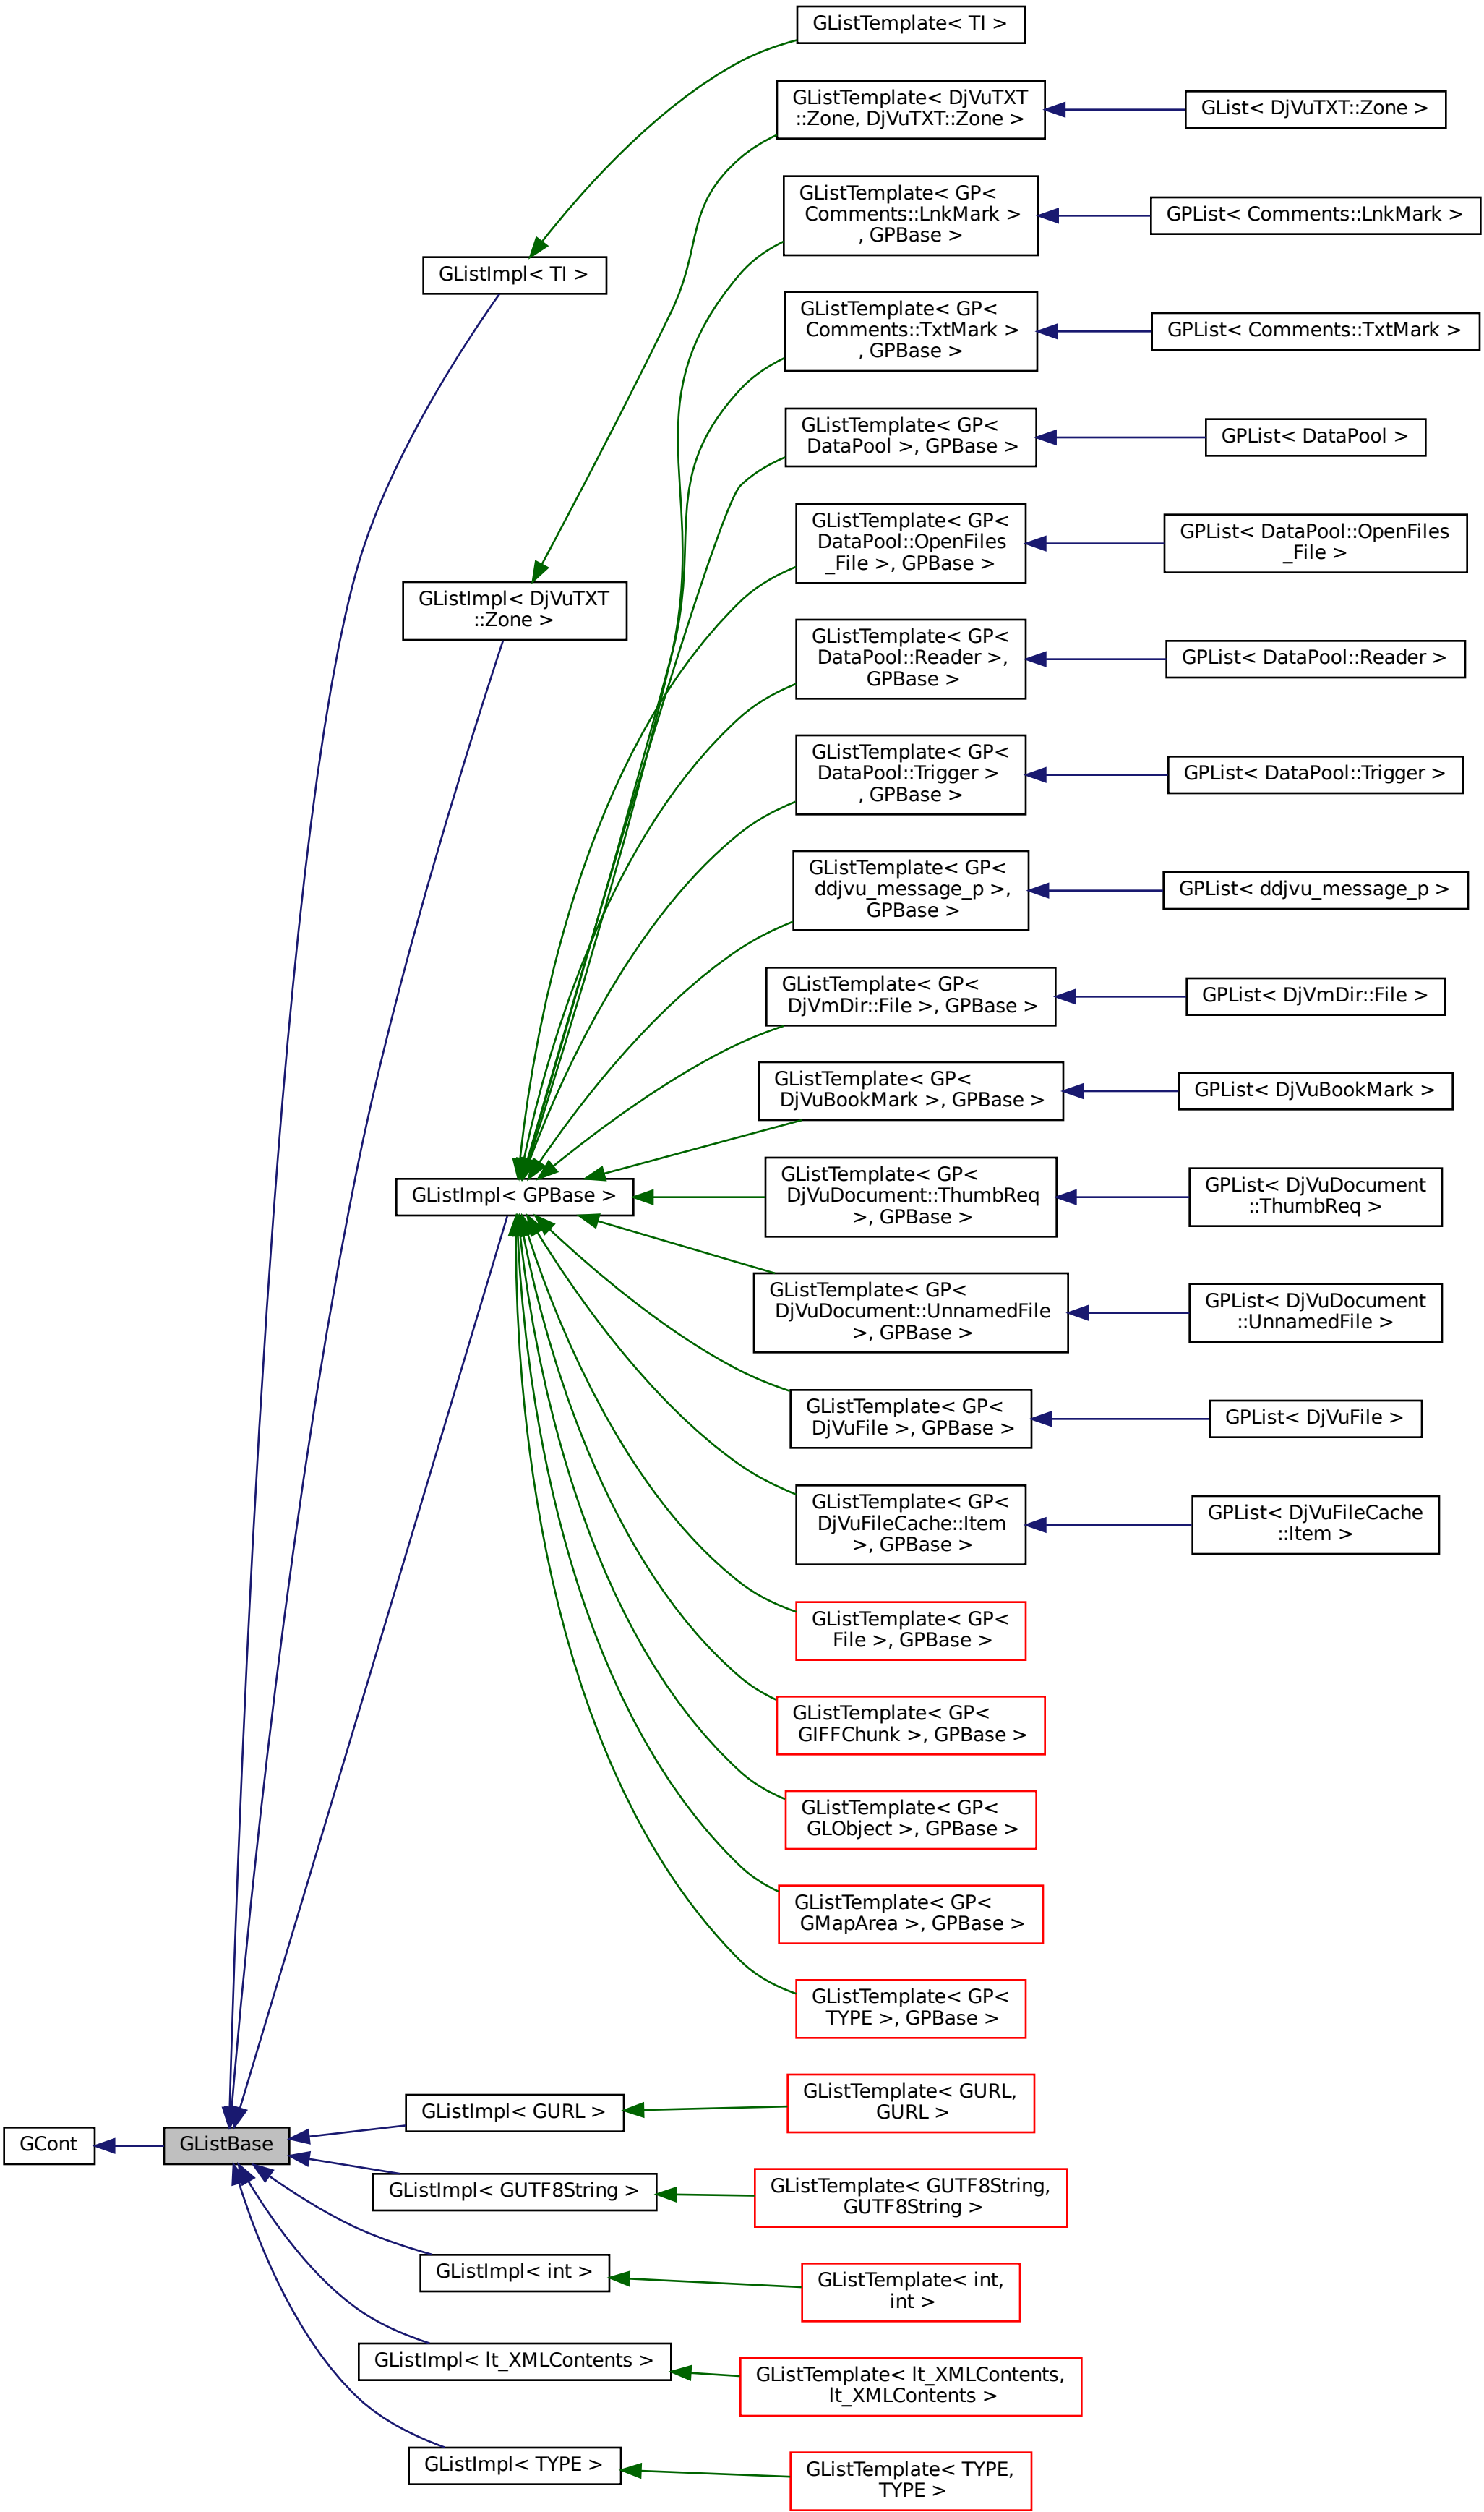 GListTemplate< TI >
GListTemplate< DjVuTXT
::Zone, DjVuTXT::Zone >
GList< DjVuTXT::Zone >
GListTemplate< GP<
Comments::LnkMark >
, GPBase >
GPList< Comments::LnkMark >
GListImpl< TI >
GListTemplate< GP<
Comments::TxtMark >
, GPBase >
GPList< Comments::TxtMark >
GListTemplate< GP<
DataPool >, GPBase >
GPList< DataPool >
GListTemplate< GP<
DataPool::OpenFiles
_File >, GPBase >
GPList< DataPool::OpenFiles
_File >
GListImpl< DjVuTXT
::Zone >
GListTemplate< GP<
DataPool::Reader >,
GPBase >
GPList< DataPool::Reader >
GListTemplate< GP<
DataPool::Trigger >
, GPBase >
GPList< DataPool::Trigger >
GListTemplate< GP<
ddjvu_message_p >,
GPBase >
GPList< ddjvu_message_p >
GListTemplate< GP<
DjVmDir::File >, GPBase >
GPList< DjVmDir::File >
GListTemplate< GP<
DjVuBookMark >, GPBase >
GPList< DjVuBookMark >
GListImpl< GPBase >
GListTemplate< GP<
DjVuDocument::ThumbReq
>, GPBase >
GPList< DjVuDocument
::ThumbReq >
GListTemplate< GP<
DjVuDocument::UnnamedFile
>, GPBase >
GPList< DjVuDocument
::UnnamedFile >
GListTemplate< GP<
DjVuFile >, GPBase >
GPList< DjVuFile >
GListTemplate< GP<
DjVuFileCache::Item
>, GPBase >
GPList< DjVuFileCache
::Item >
GListTemplate< GP<
File >, GPBase >
GListTemplate< GP<
GIFFChunk >, GPBase >
GListTemplate< GP<
GLObject >, GPBase >
GListTemplate< GP<
GMapArea >, GPBase >
GListTemplate< GP<
TYPE >, GPBase >
GCont
GListBase
GListImpl< GURL >
GListTemplate< GURL,
GURL >
GListImpl< GUTF8String >
GListTemplate< GUTF8String,
GUTF8String >
GListImpl< int >
GListTemplate< int,
int >
GListImpl< lt_XMLContents >
GListTemplate< lt_XMLContents,
lt_XMLContents >
GListImpl< TYPE >
GListTemplate< TYPE,
TYPE >